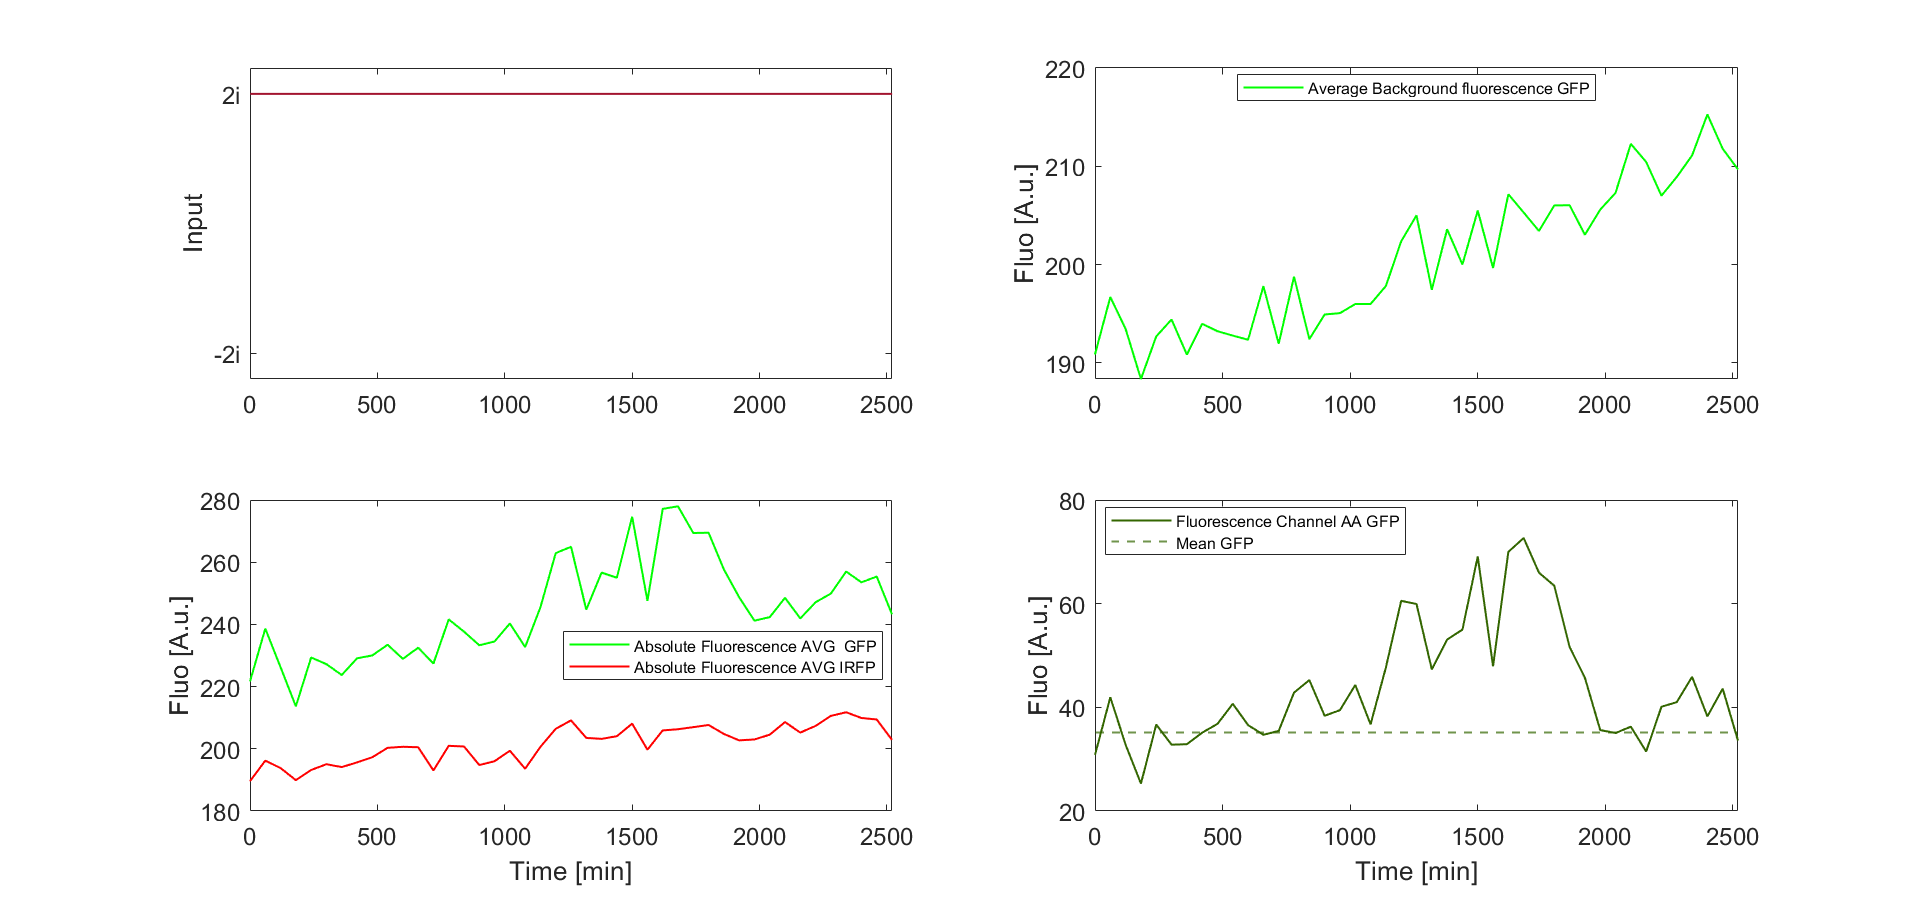 2i
-2i
Input
0 500 1000 1500 2000 2500
220
210
200
190
Fluo [A.u.]
Average Background fluorescence GFP
0 500 1000 1500 2000 2500
280
260
240
220
200
180
Fluo [A.u.]
Absolute Fluorescence AVG  GFP
Absolute Fluorescence AVG IRFP
0 500 1000 1500 2000 2500
Time [min]
80
60
40
20
Fluo [A.u.]
Fluorescence Channel AA GFP
Mean GFP
0 500 1000 1500 2000 2500
Time [min]